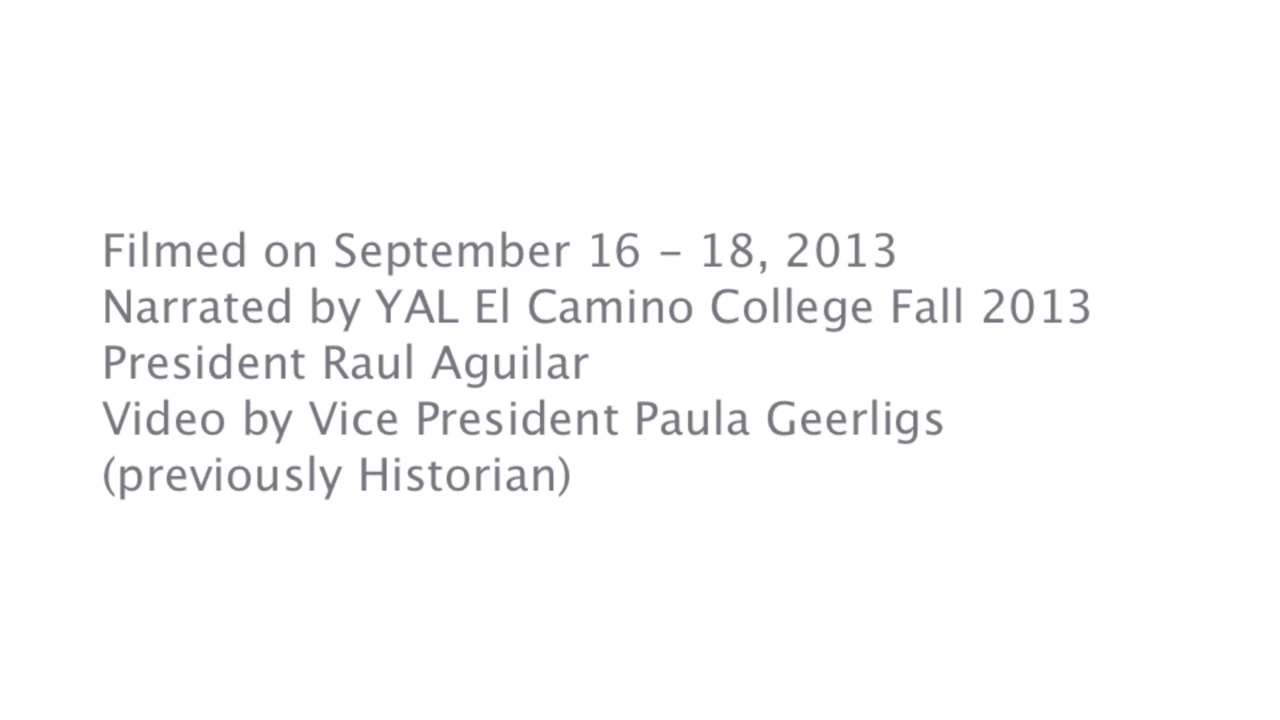 Filmed on September 16 – 18, 2013
Narrated by YAL El Camino College Fall 2013
President Raul Aguilar
Video by Vice President Paula Geerligs
(previously Historian)